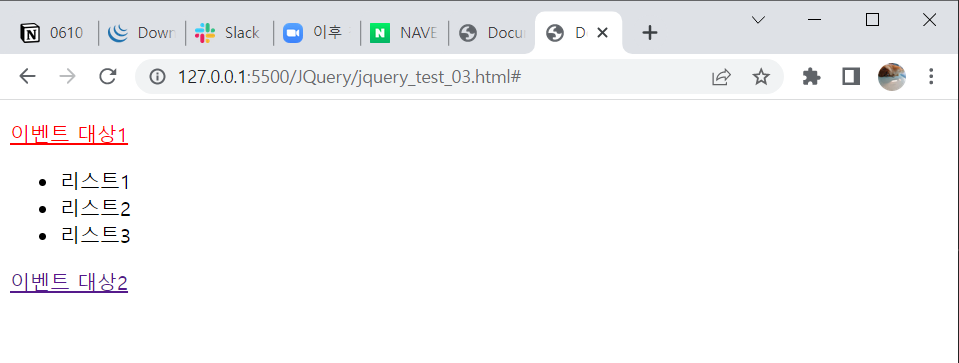 0610 Down Slack 이후 NAVE Docu D
127.0.0.1:5500/JQuery/jquery_test_03.html#
이벤트 대상1
리스트1
리스트2
리스트3
이벤트 대상2